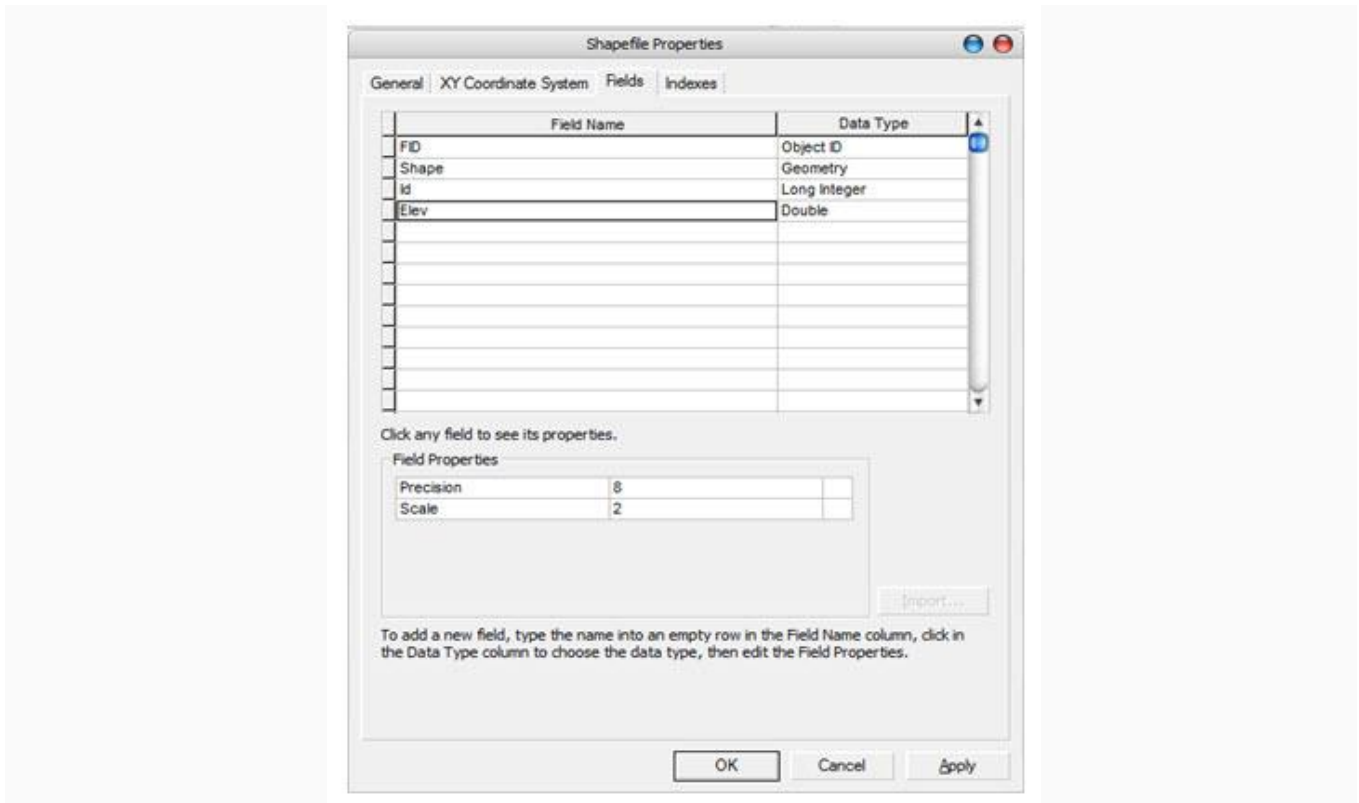 Shapefile Properties
General XY Coordinate System Fields Indexes
Field Name Data Type
FID Object ID
Shape Geometry
Id Long Integer
Elev Double
Click any field to see its properties.
Field Properties
Precision 8
Scale 2
Import...
To add a new field, type the name into an empty row in the Field Name column, click in
the Data Type column to choose the data type, then edit the Field Properties.
OK Cancel Apply